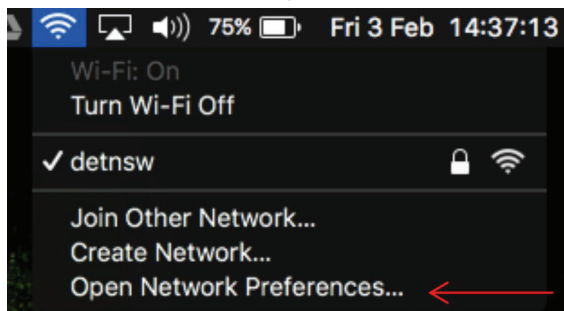 75% Fri 3 Feb 14:37:13
Wi-Fi: On
Turn Wi-Fi Off
✓ detnsw
Join Other Network...
Create Network...
Open Network Preferences...